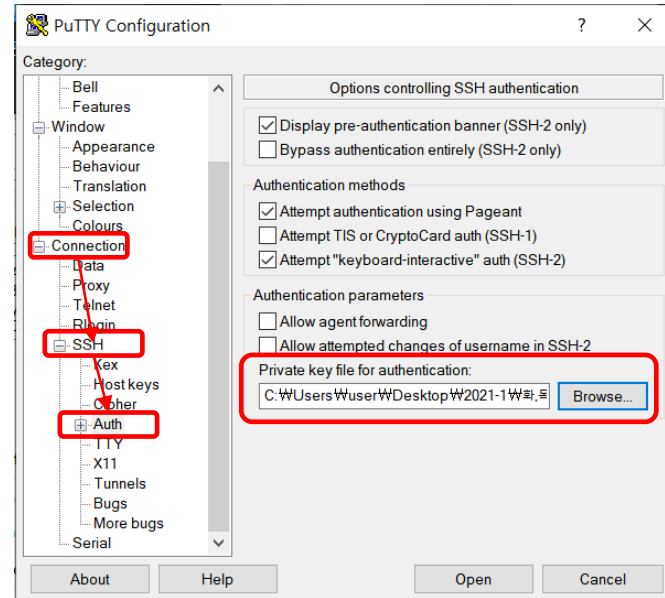 PuTTY Configuration
Category:
Bell
Features
Window
Appearance
Behaviour
Translation
Selection
Colours
Connection
Data
Proxy
Telnet
Rlogin
SSH
Kex
Host keys
Cipher
Auth
TTY
X11
Tunnels
Bugs
More bugs
Serial
Options controlling SSH authentication
Display pre-authentication banner (SSH-2 only)
Bypass authentication entirely (SSH-2 only)
Authentication methods
Attempt authentication using Pageant
Attempt TIS or CryptoCard auth (SSH-1)
Attempt "keyboard-interactive" auth (SSH-2)
Authentication parameters
Allow agent forwarding
Allow attempted changes of username in SSH-2
Private key file for authentication:
C:₩Users₩user₩Desktop₩2021-1₩화,목
Browse...
About
Help
Open
Cancel